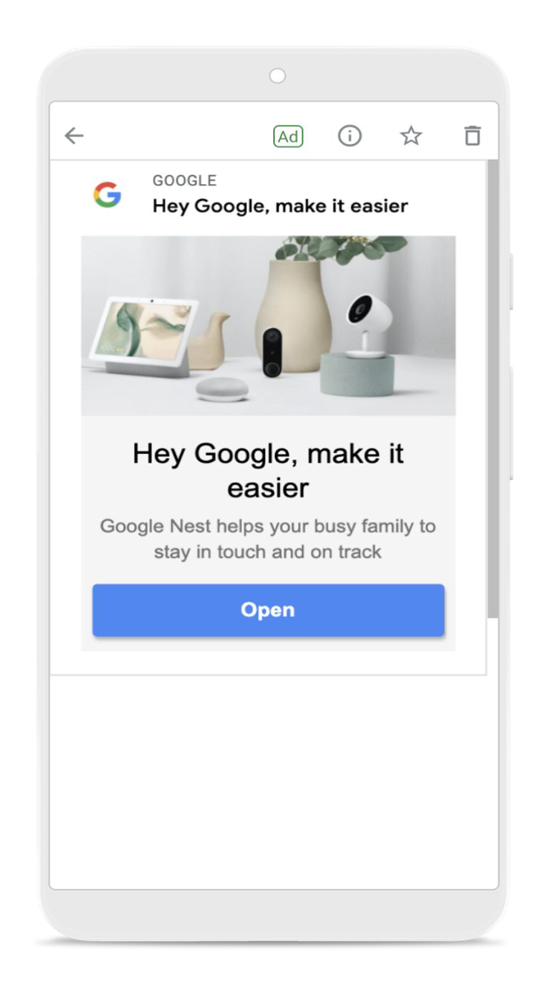 Ad
GOOGLE
Hey Google, make it easier
Hey Google, make it
easier
Google Nest helps your busy family to
stay in touch and on track
Open